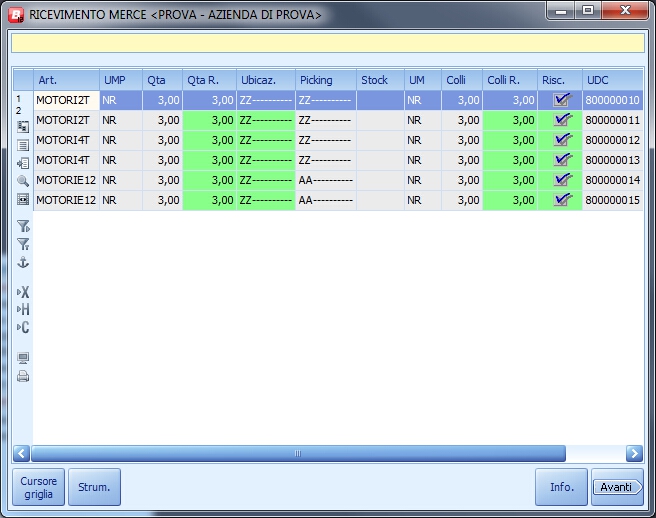 RICEVIMENTO MERCE <PROVA - AZIENDA DI PROVA>
Art. UMP Qta Qta R. Ubicaz. Picking Stock UM Colli Colli R. Risc. UDC
1 MOTORI2T NR 3,00 3,00 ZZ---------- ZZ---------- NR 3,00 3,00 800000010
2 MOTORI2T NR 3,00 3,00 ZZ---------- ZZ---------- NR 3,00 3,00 800000011
MOTORI4T NR 3,00 3,00 ZZ---------- ZZ---------- NR 3,00 3,00 800000012
MOTORI4T NR 3,00 3,00 ZZ---------- ZZ---------- NR 3,00 3,00 800000013
MOTORIE12 NR 3,00 3,00 ZZ---------- AA---------- NR 3,00 3,00 800000014
MOTORIE12 NR 3,00 3,00 ZZ---------- AA---------- NR 3,00 3,00 800000015
X
H
C
Cursore
griglia
Strum.
Info.
Avanti